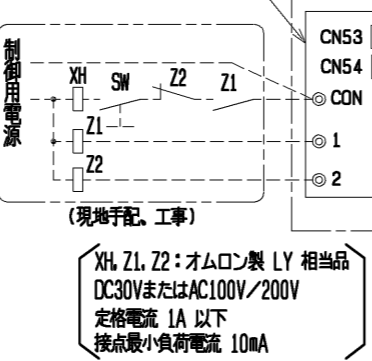 CN53
CN54
制御用電源
XH
SW
Z2
Z1
CON
Z1
1
Z2
2
(現地手配、工事)
XH, Z1, Z2：オムロン製 LY 相当品
DC30VまたはAC100V／200V
定格電流 1A 以下
接点最小負荷電流 10mA